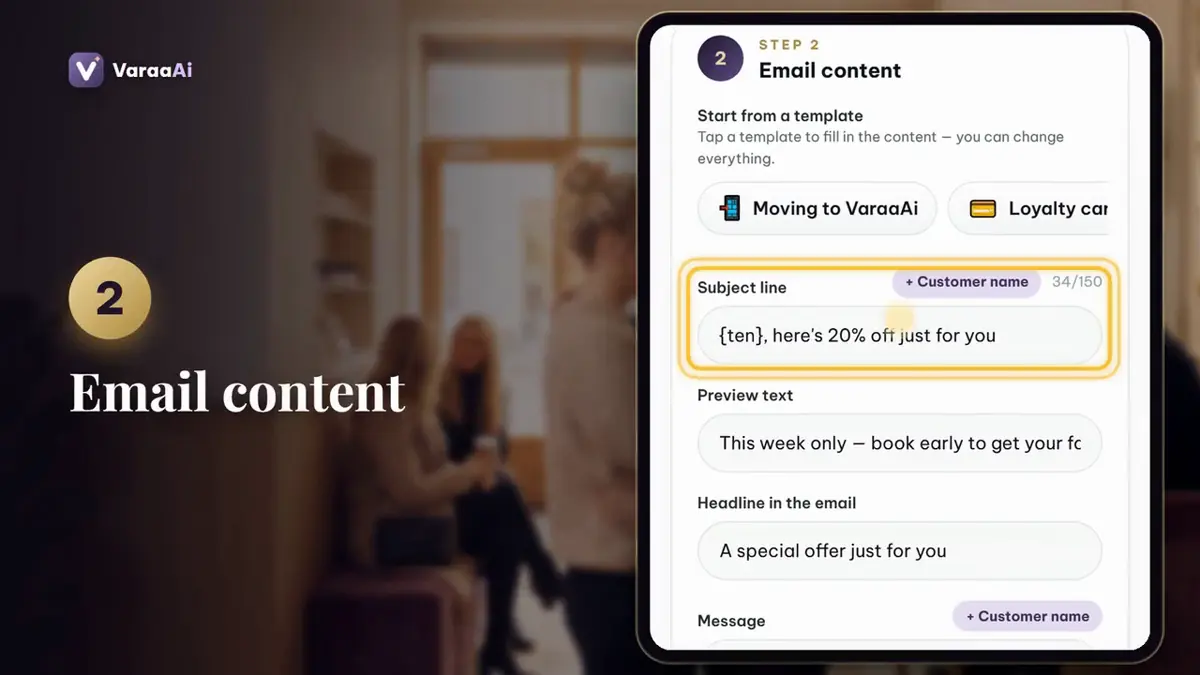 VaraaAi
2
Email content
2
STEP 2
Email content
Start from a template
Tap a template to fill in the content — you can change
everything.
Moving to VaraaAi
Loyalty car
Subject line
+ Customer name
34/150
{ten}, here's 20% off just for you
Preview text
This week only — book early to get your fo
Headline in the email
A special offer just for you
Message
+ Customer name